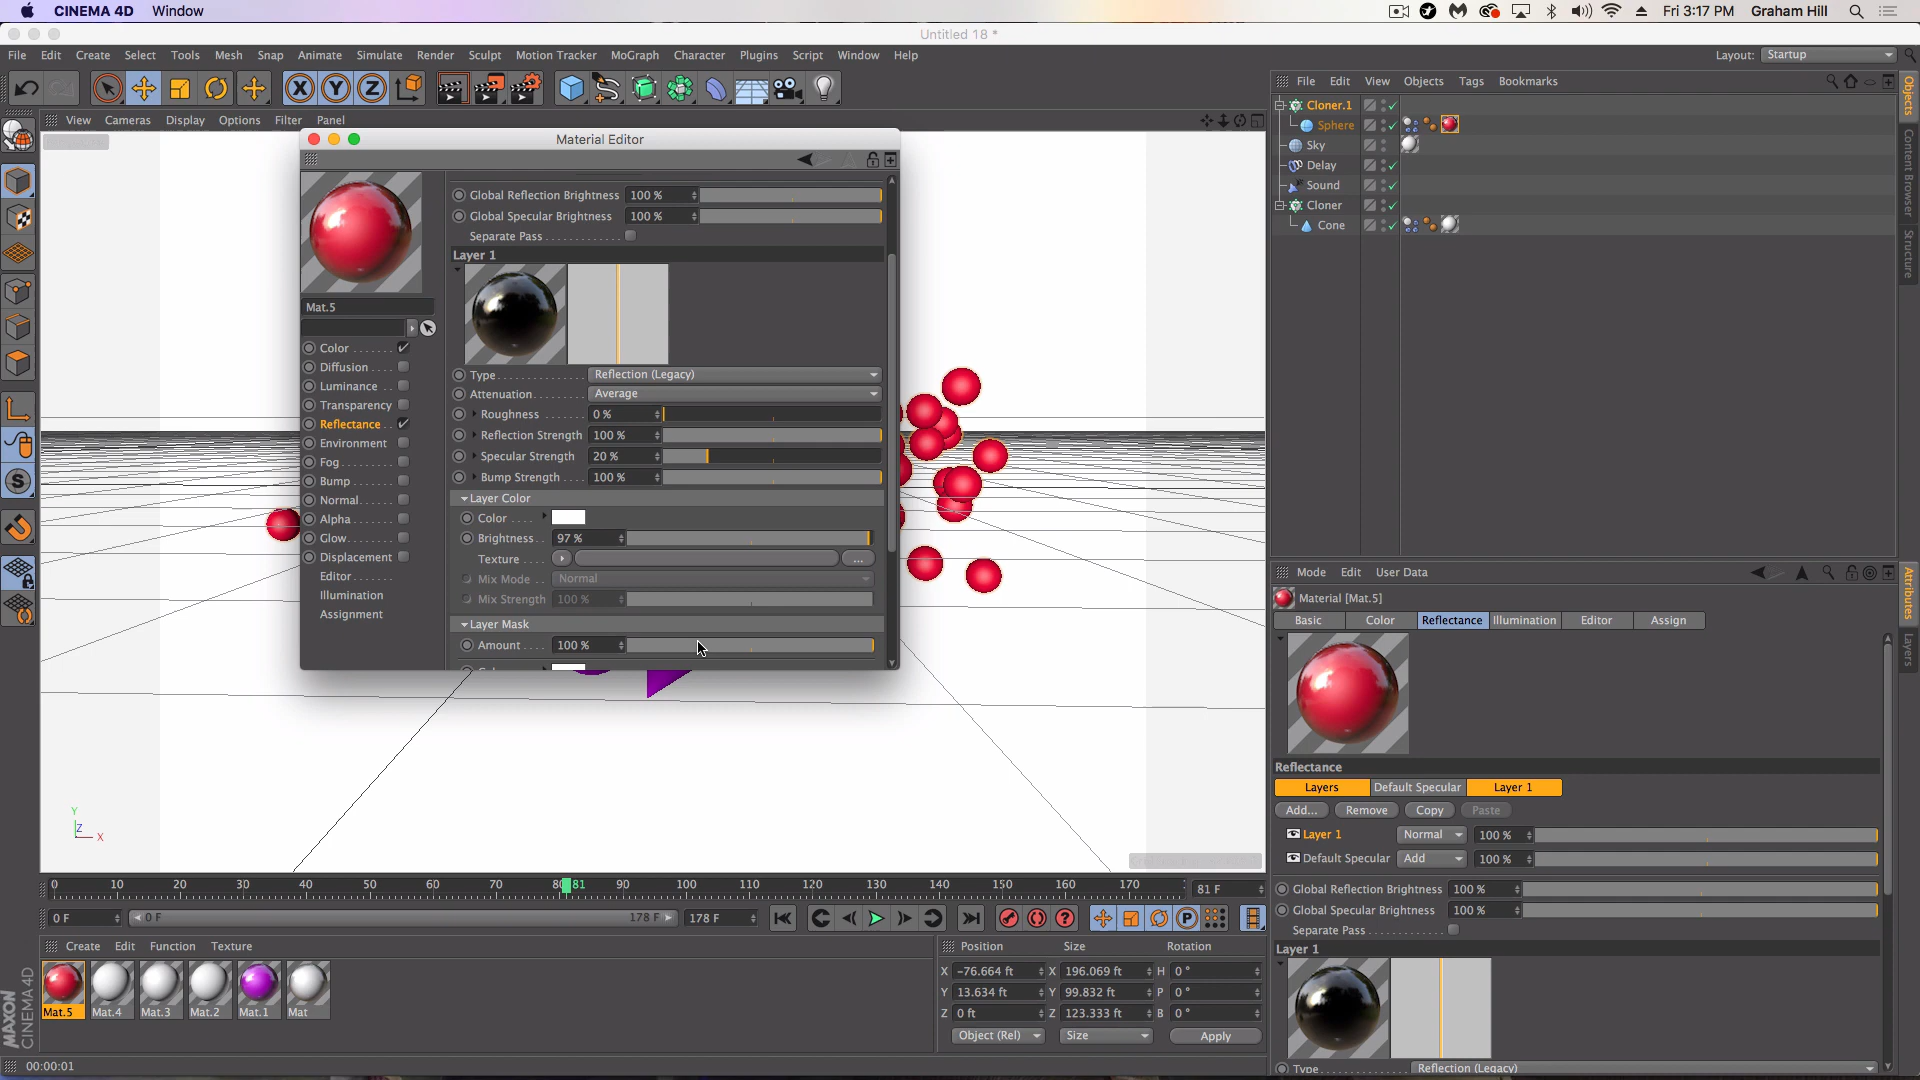 CINEMA 4D Window Fri 3:17 PM Graham Hill
Untitled 18 *
File Edit Create Select Tools Mesh Snap Animate Simulate Render Sculpt Motion Tracker MoGraph Character Plugins Script Window Help Layout: Startup
X Y Z
File Edit View Objects Tags Bookmarks
View Cameras Display Options Filter Panel
Cloner.1
Sphere
Sky
Delay
Sound
Cloner
Cone
Objects
Content Browser
Structure
Material Editor
Mat.5
Color
Diffusion
Luminance
Transparency
Reflectance
Environment
Fog
Bump
Normal
Alpha
Glow
Displacement
Editor
Illumination
Assignment
Global Reflection Brightness 100 %
Global Specular Brightness 100 %
Separate Pass
Layer 1
Type Reflection (Legacy)
Attenuation Average
Roughness 0 %
Reflection Strength 100 %
Specular Strength 20 %
Bump Strength 100 %
Layer Color
Color
Brightness 97 %
Texture ...
Mix Mode Normal
Mix Strength 100 %
Layer Mask
Amount 100 %
S
Y
Z
X
Mode Edit User Data
Material [Mat.5]
Basic Color Reflectance Illumination Editor Assign
Reflectance
Layers Default Specular Layer 1
Add... Remove Copy Paste
Layer 1 Normal 100 %
Default Specular Add 100 %
Global Reflection Brightness 100 %
Global Specular Brightness 100 %
Separate Pass
Layer 1
Type Reflection (Legacy)
Attributes
Layers
0 10 20 30 40 50 60 70 80 81 90 100 110 120 130 140 150 160 170 81 F
0 F 0 F 178 F 178 F
P
Create Edit Function Texture
Mat.5 Mat.4 Mat.3 Mat.2 Mat.1 Mat
MAXON
CINEMA 4D
Position Size Rotation
X -76.664 ft X 196.069 ft H 0 °
Y 13.634 ft Y 99.832 ft P 0 °
Z 0 ft Z 123.333 ft B 0 °
Object (Rel) Size Apply
00:00:01